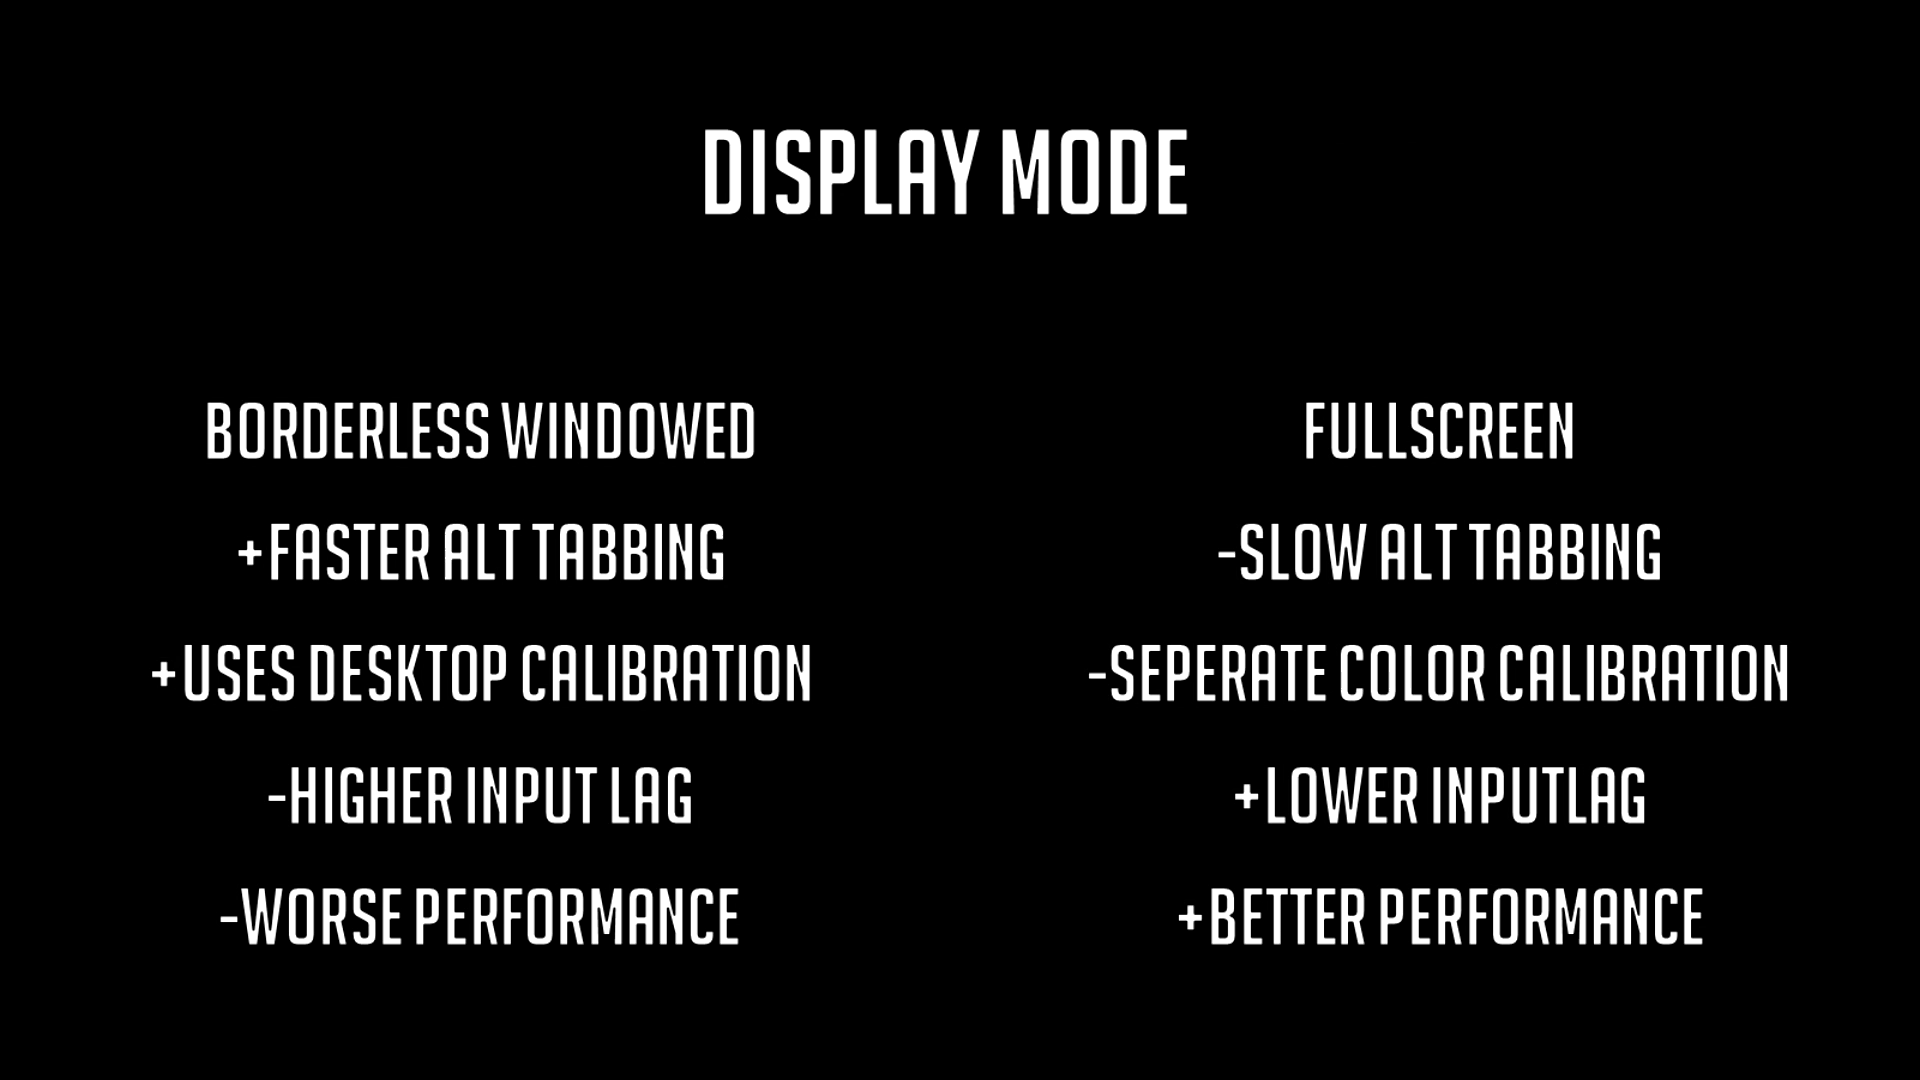 DISPLAY MODE
BORDERLESS WINDOWED
+FASTER ALT TABBING
+USES DESKTOP CALIBRATION
-HIGHER INPUT LAG
-WORSE PERFORMANCE
FULLSCREEN
-SLOW ALT TABBING
-SEPERATE COLOR CALIBRATION
+LOWER INPUTLAG
+BETTER PERFORMANCE